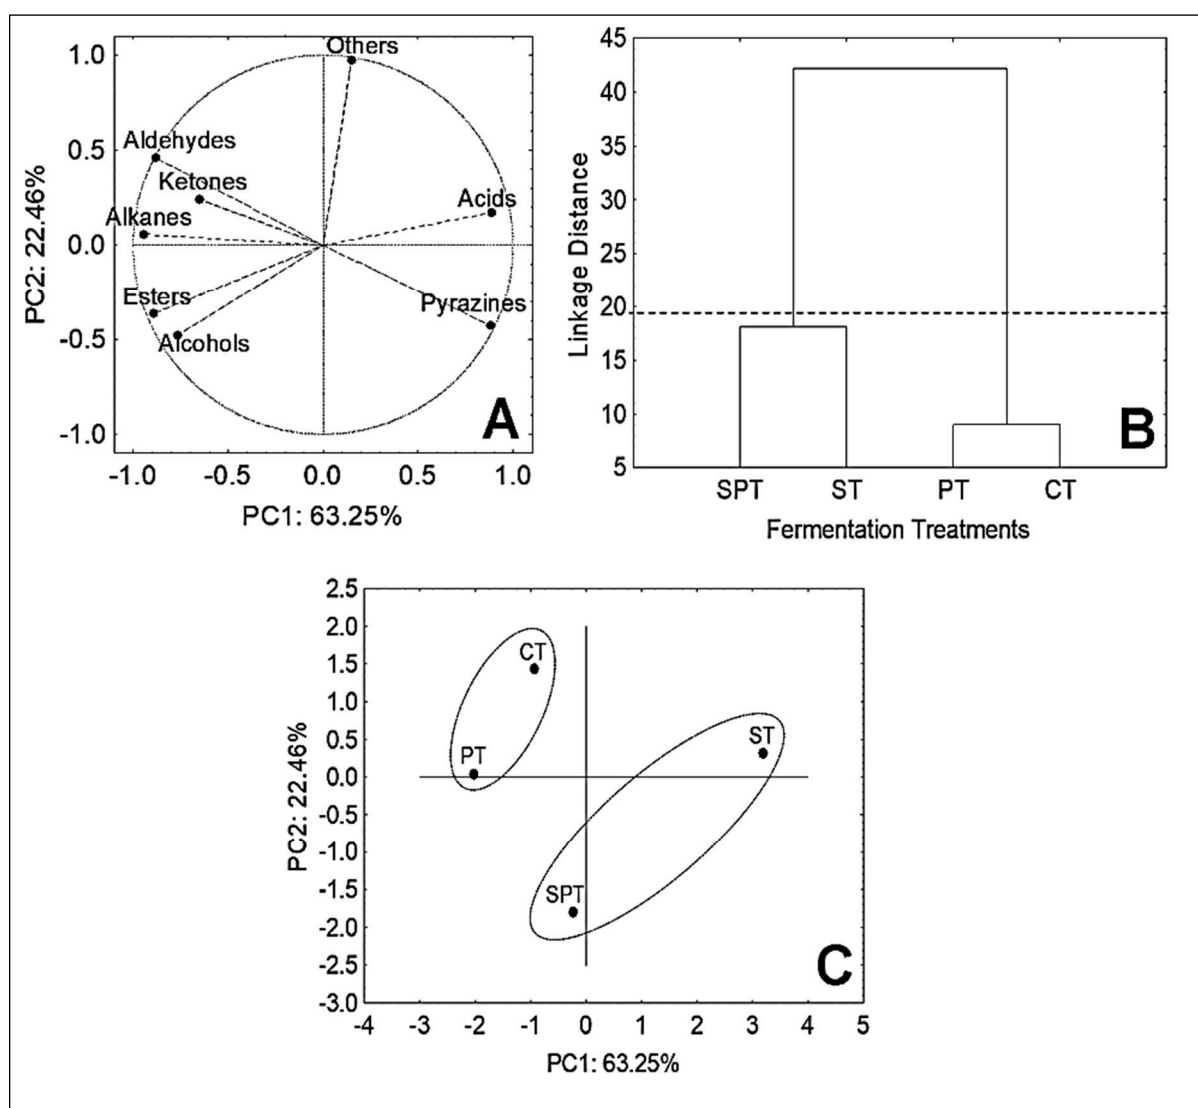 1.0
0.5
0.0
-0.5
-1.0
PC2: 22.46%
Others
Aldehydes
Ketones
Alkanes
Acids
Esters
Pyrazines
Alcohols
A
-1.0 -0.5 0.0 0.5 1.0
PC1: 63.25%
45
40
35
30
25
20
15
10
5
Linkage Distance
B
SPT ST PT CT
Fermentation Treatments
2.5
2.0
1.5
1.0
0.5
0.0
-0.5
-1.0
-1.5
-2.0
-2.5
-3.0
PC2: 22.46%
CT
ST
PT
SPT
C
-4 -3 -2 -1 0 1 2 3 4 5
PC1: 63.25%